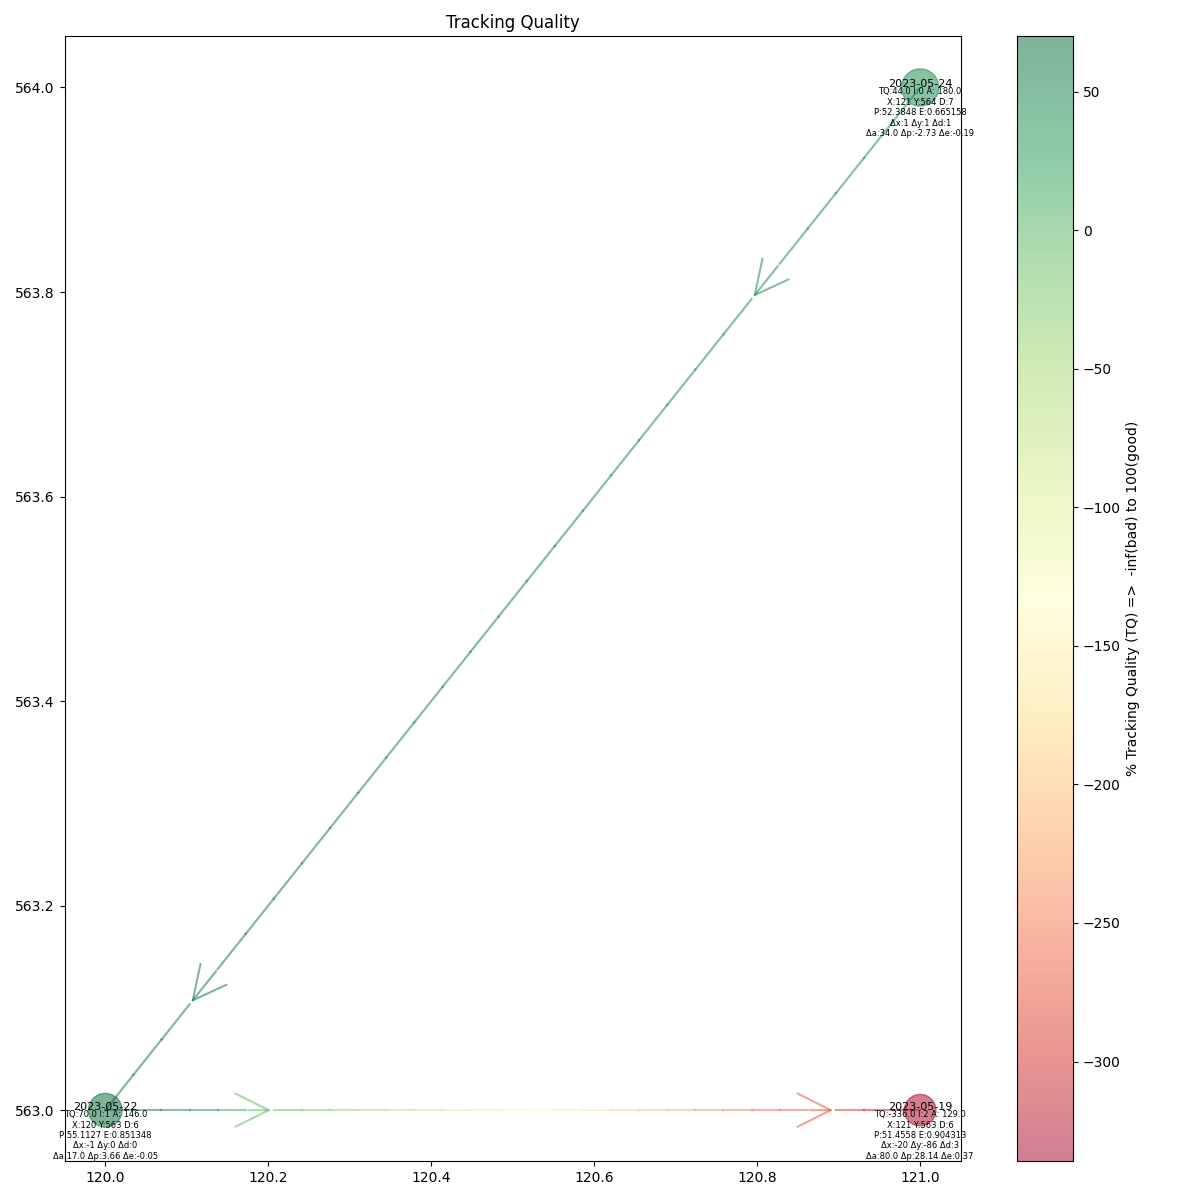 Tracking Quality
564.0
563.8
563.6
563.4
563.2
563.0
120.0
120.2
120.4
120.6
120.8
121.0
2023-05-24
TQ:44.0 I:0 A: 180.0
X:121 Y:564 D:7
P:52.3848 E:0.665158
Δx:1 Δy:1 Δd:1
Δa:34.0 Δp:-2.73 Δe:-0.19
2023-05-22
TQ:70.0 I:1 A: 146.0
X:120 Y:563 D:6
P:55.1127 E:0.851348
Δx:-1 Δy:0 Δd:0
Δa:17.0 Δp:3.66 Δe:-0.05
2023-05-19
TQ:-336.0 I:2 A: 129.0
X:121 Y:563 D:6
P:51.4558 E:0.904313
Δx:-20 Δy:-86 Δd:3
Δa:80.0 Δp:28.14 Δe:0.37
50
0
−50
−100
−150
−200
−250
−300
% Tracking Quality (TQ) => -inf(bad) to 100(good)